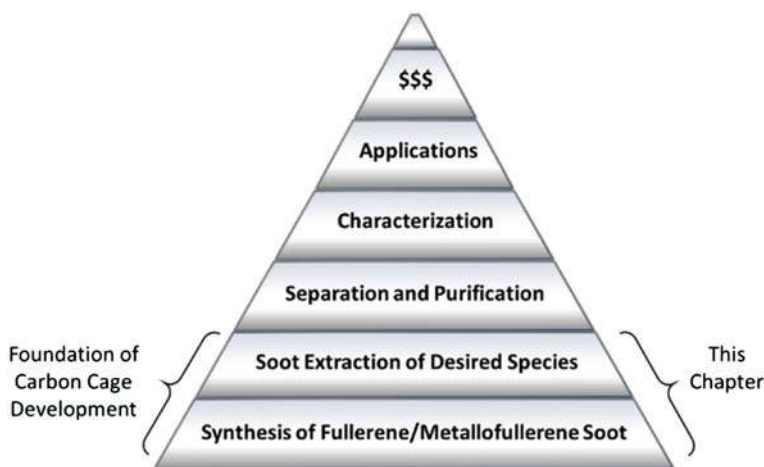 $$$
Applications
Characterization
Separation and Purification
Foundation of
Carbon Cage
Development
Soot Extraction of Desired Species
This
Chapter
Synthesis of Fullerene/Metallofullerene Soot